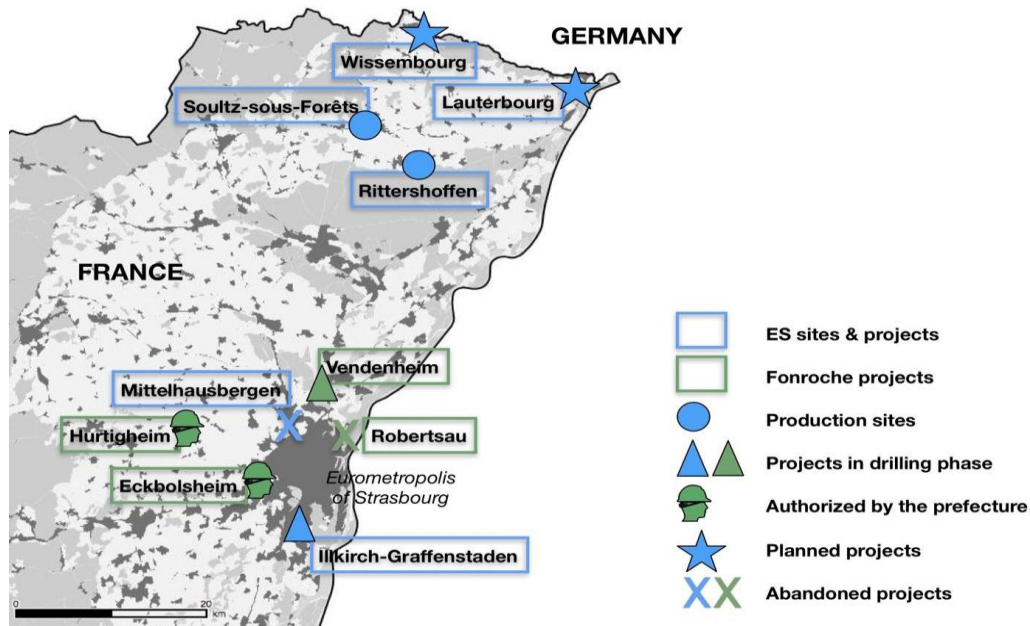 GERMANY
Wissembourg
Lauterbourg
Soultz-sous-Forêts
Rittershoffen
FRANCE
Vendenheim
Mittelhausbergen
Hurtigheim
Robertsau
Eckbolsheim
Eurometropolis
of Strasbourg
Illkirch-Graffenstaden
0 20
km
ES sites & projects
Fonroche projects
Production sites
Projects in drilling phase
Authorized by the prefecture
Planned projects
Abandoned projects